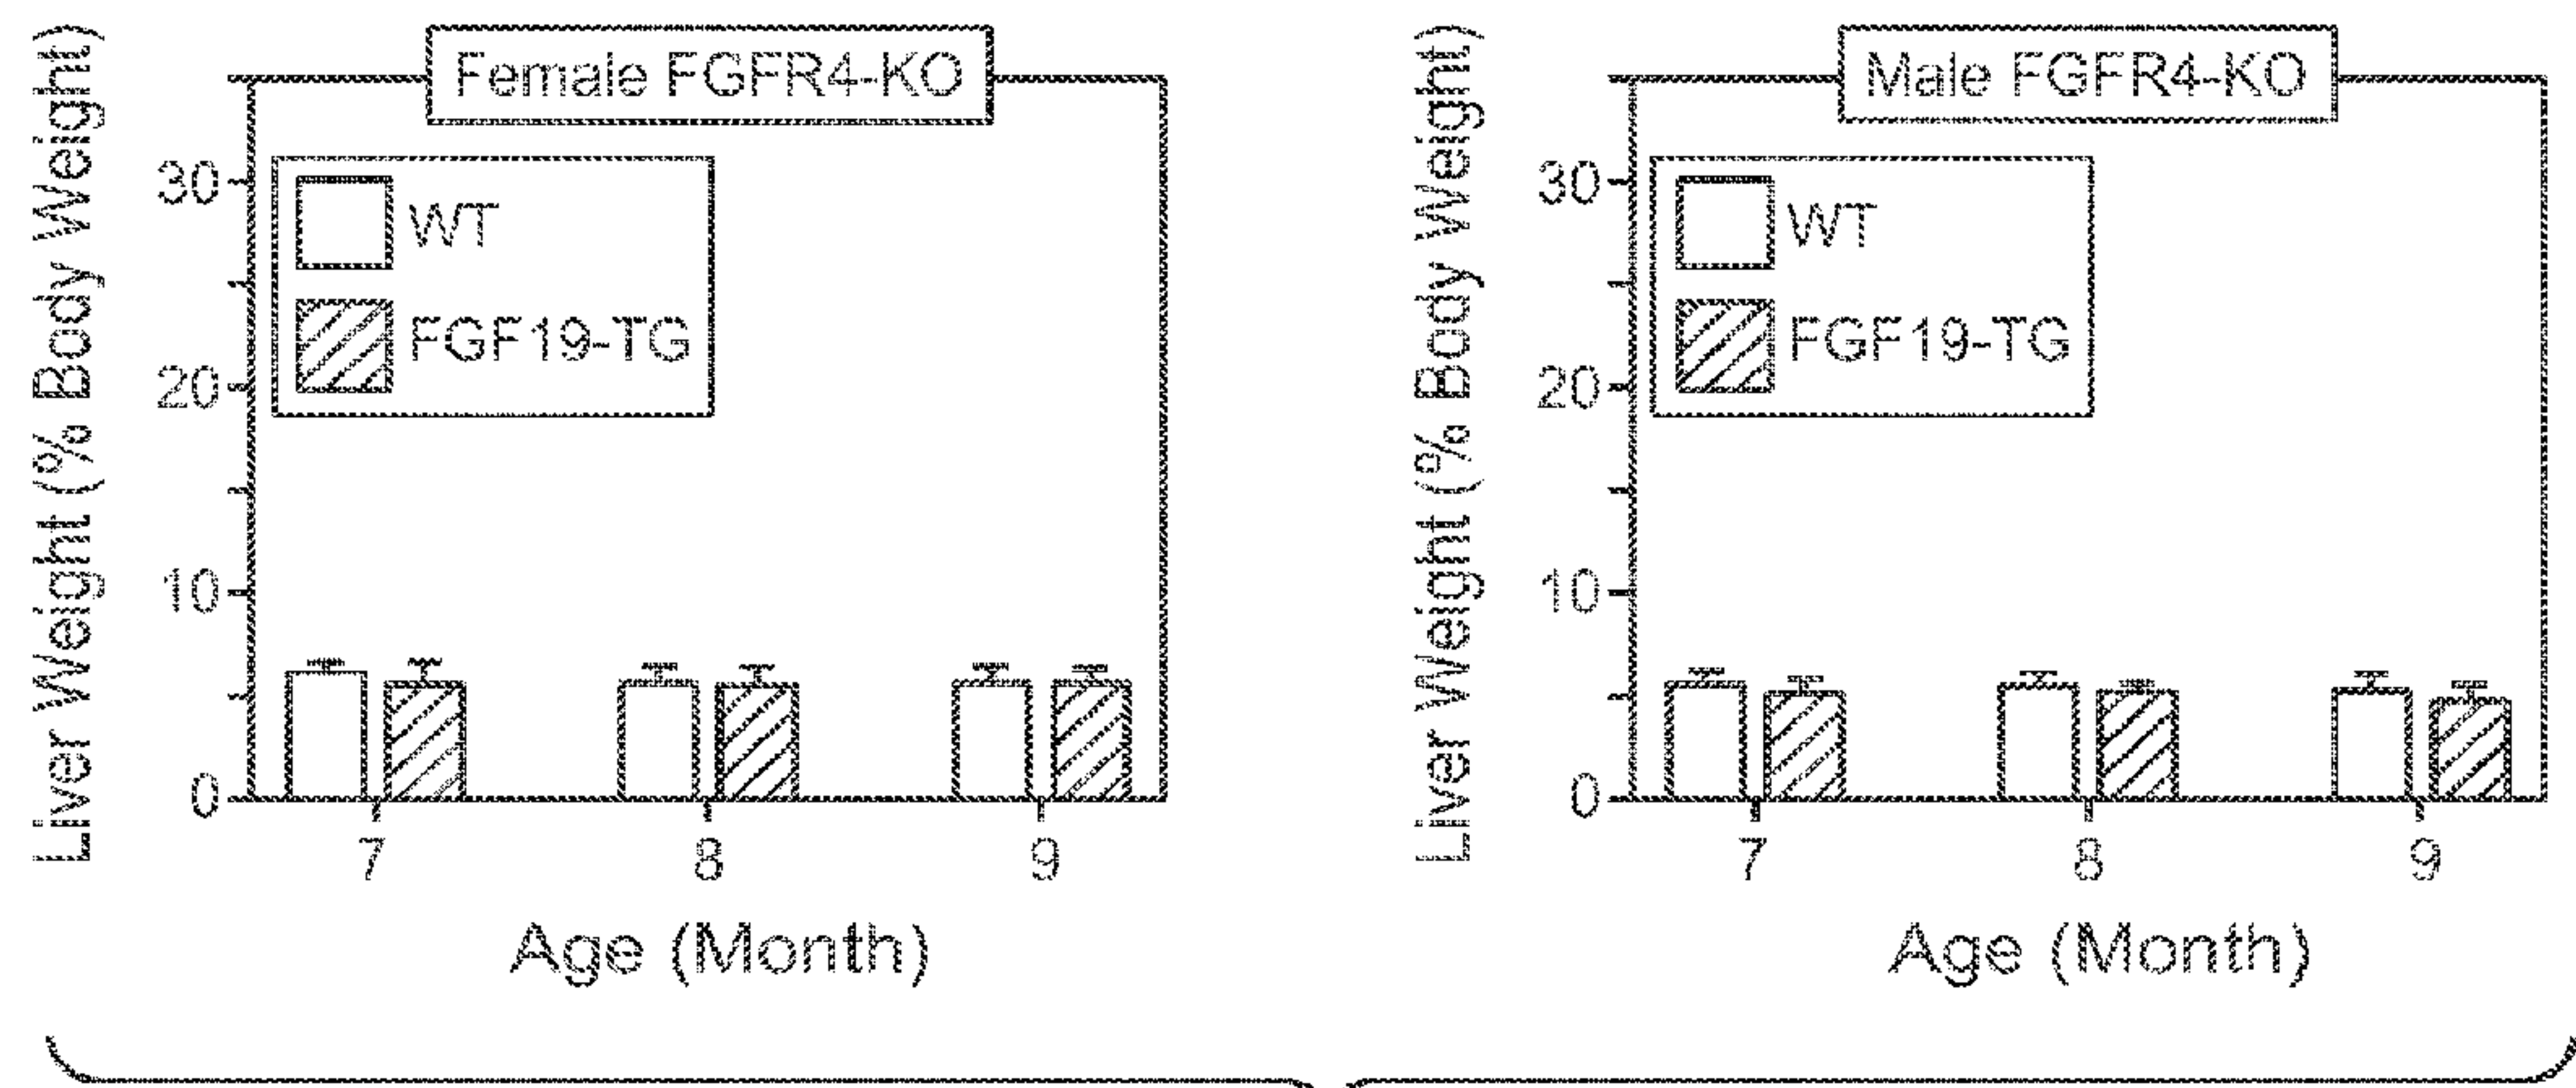 Female FGFR4-KO
Liver Weight (% Body Weight)
30
20
10
0
WT
FGF19-TG
7 8 9
Age (Month)
Male FGFR4-KO
Liver Weight (% Body Weight)
30
20
10
0
WT
FGF19-TG
7 8 9
Age (Month)